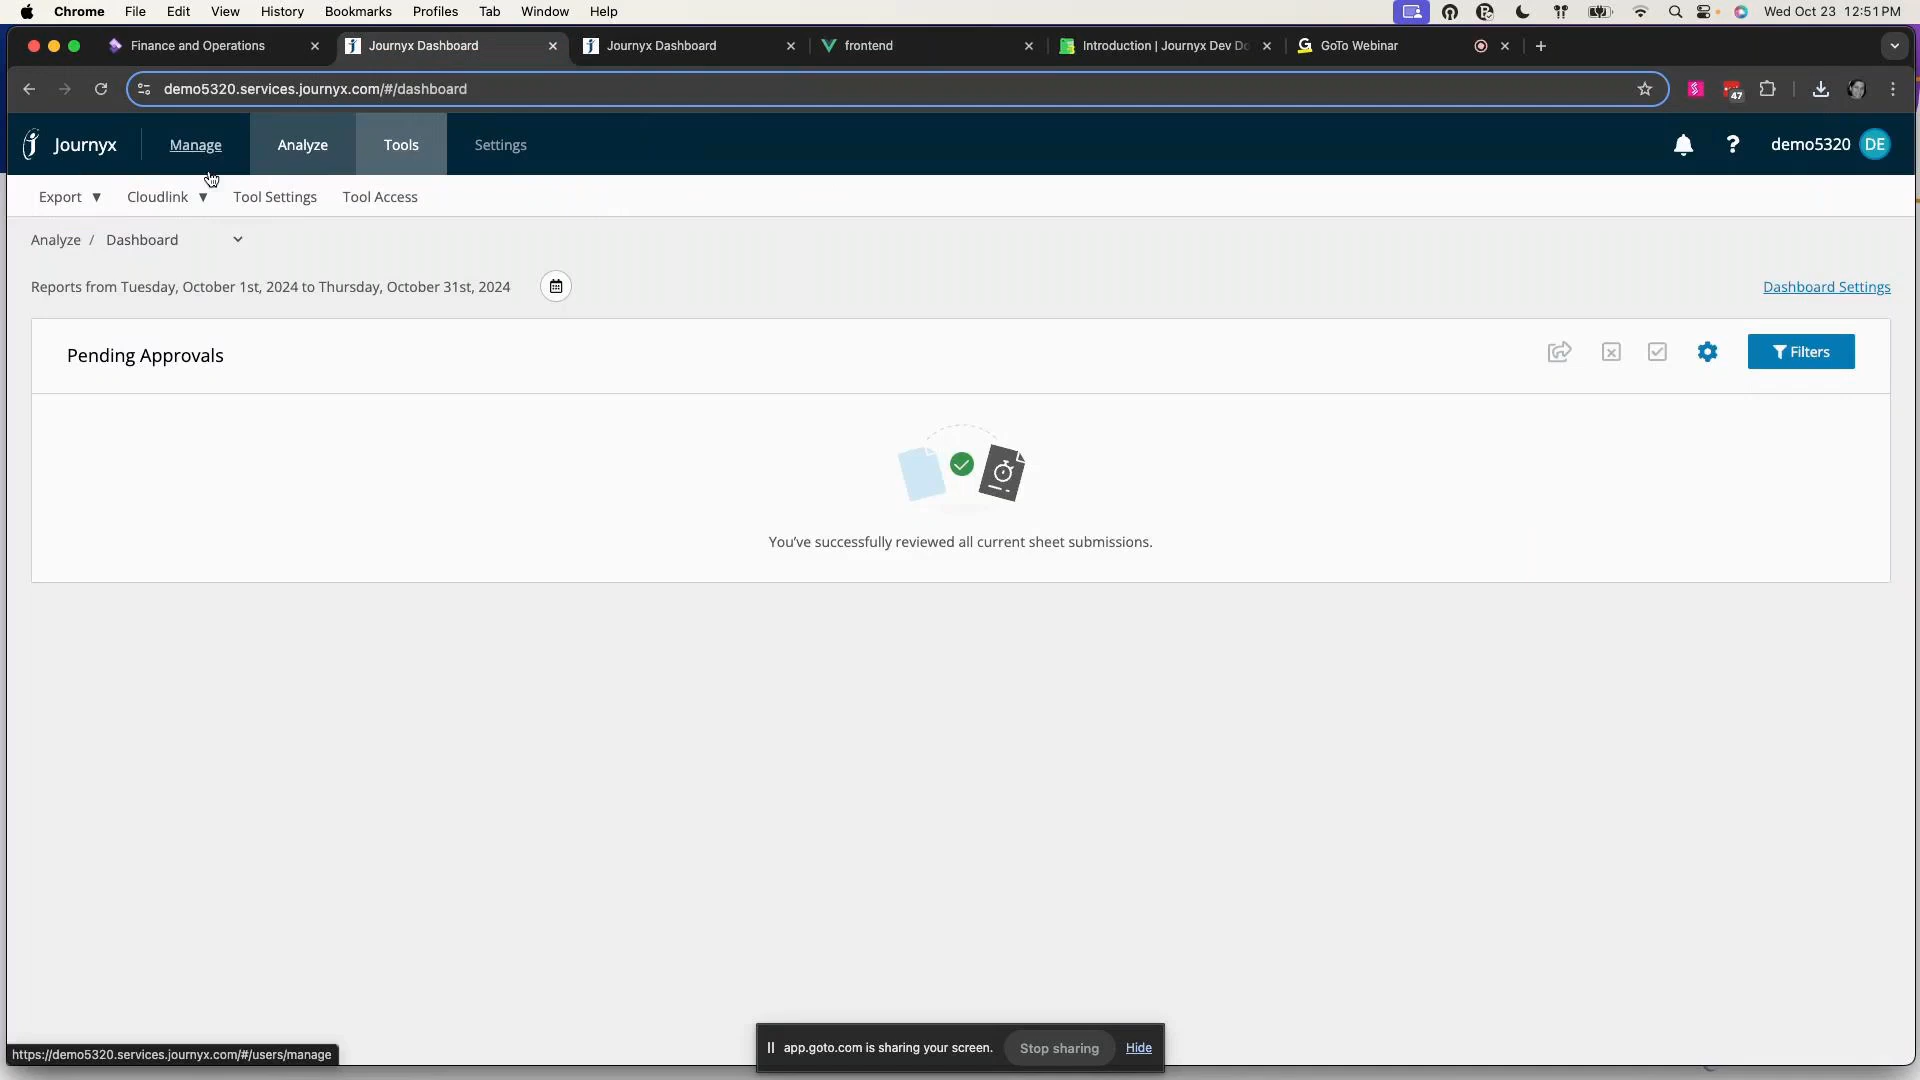 Chrome File Edit View History Bookmarks Profiles Tab Window Help Wed Oct 23 12:51 PM
Finance and Operations Journyx Dashboard Journyx Dashboard frontend Introduction | Journyx Dev Do GoTo Webinar
demo5320.services.journyx.com/#/dashboard 47
Journyx Manage Analyze Tools Settings ? demo5320 DE
Export Cloudlink Tool Settings Tool Access
Analyze / Dashboard
Reports from Tuesday, October 1st, 2024 to Thursday, October 31st, 2024 Dashboard Settings
Pending Approvals Filters
You've successfully reviewed all current sheet submissions.
app.goto.com is sharing your screen. Stop sharing Hide
https://demo5320.services.journyx.com/#/users/manage